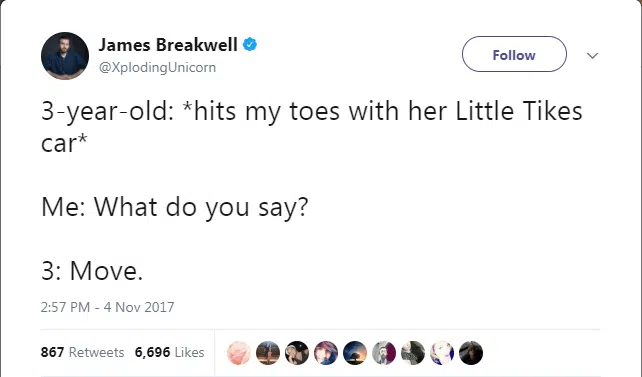 James Breakwell
@XplodingUnicorn
Follow
3-year-old: *hits my toes with her Little Tikes
car*
Me: What do you say?
3: Move.
2:57 PM - 4 Nov 2017
867 Retweets 6,696 Likes